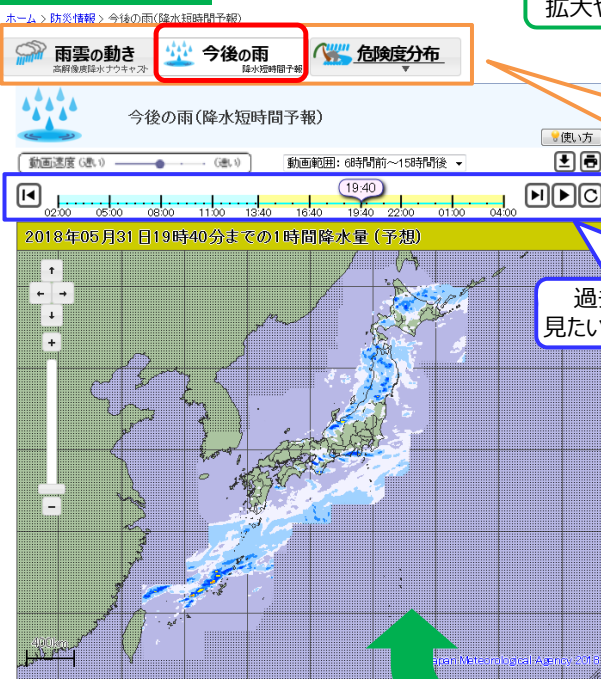 拡大や
ホーム > 防災情報 > 今後の雨(降水短時間予報)
雨雲の動き
高解像度降水ナウキャスト
今後の雨
降水短時間予報
危険度分布
▼
今後の雨(降水短時間予報)
使い方
動画速度 (遅い) (速い)
動画範囲: 6時間前~15時間後
19:40
02:00 05:00 08:00 11:00 13:40 16:40 19:40 22:00 01:00 04:00
2018年05月31日19時40分までの1時間降水量 (予想)
見たい
400km
Japan Meteorological Agency 2018